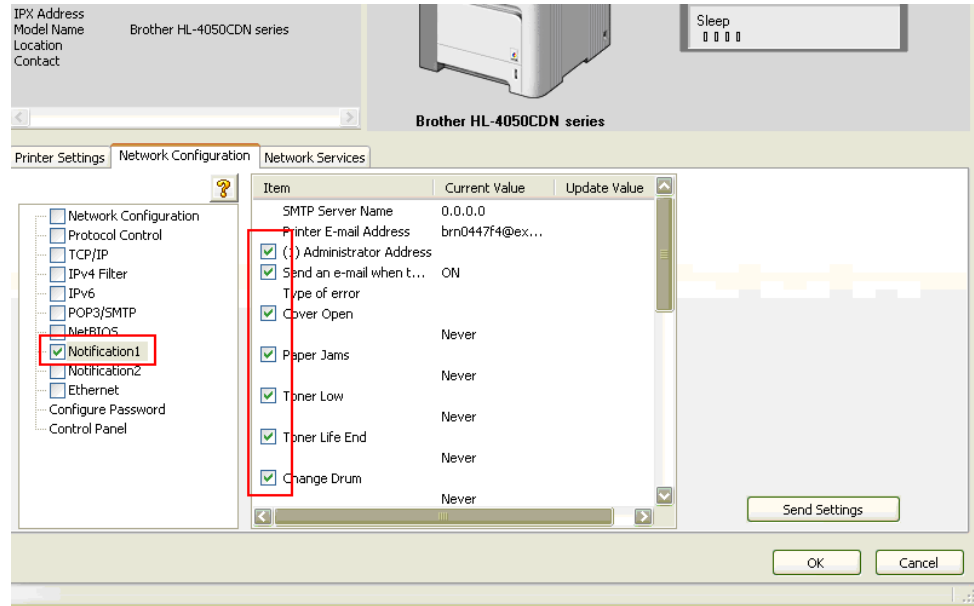 IPX Address
Model Name Brother HL-4050CDN series
Location
Contact
Sleep
Brother HL-4050CDN series
Printer Settings Network Configuration Network Services
?
Item Current Value Update Value
Network Configuration
Protocol Control
TCP/IP
IPv4 Filter
IPv6
POP3/SMTP
NetBIOS
Notification1
Notification2
Ethernet
Configure Password
Control Panel
SMTP Server Name 0.0.0.0
Printer E-mail Address brn0447f4@ex...
(1) Administrator Address
Send an e-mail when t... ON
Type of error
Cover Open
Never
Paper Jams
Never
Toner Low
Never
Toner Life End
Never
Change Drum
Never
Send Settings
OK Cancel